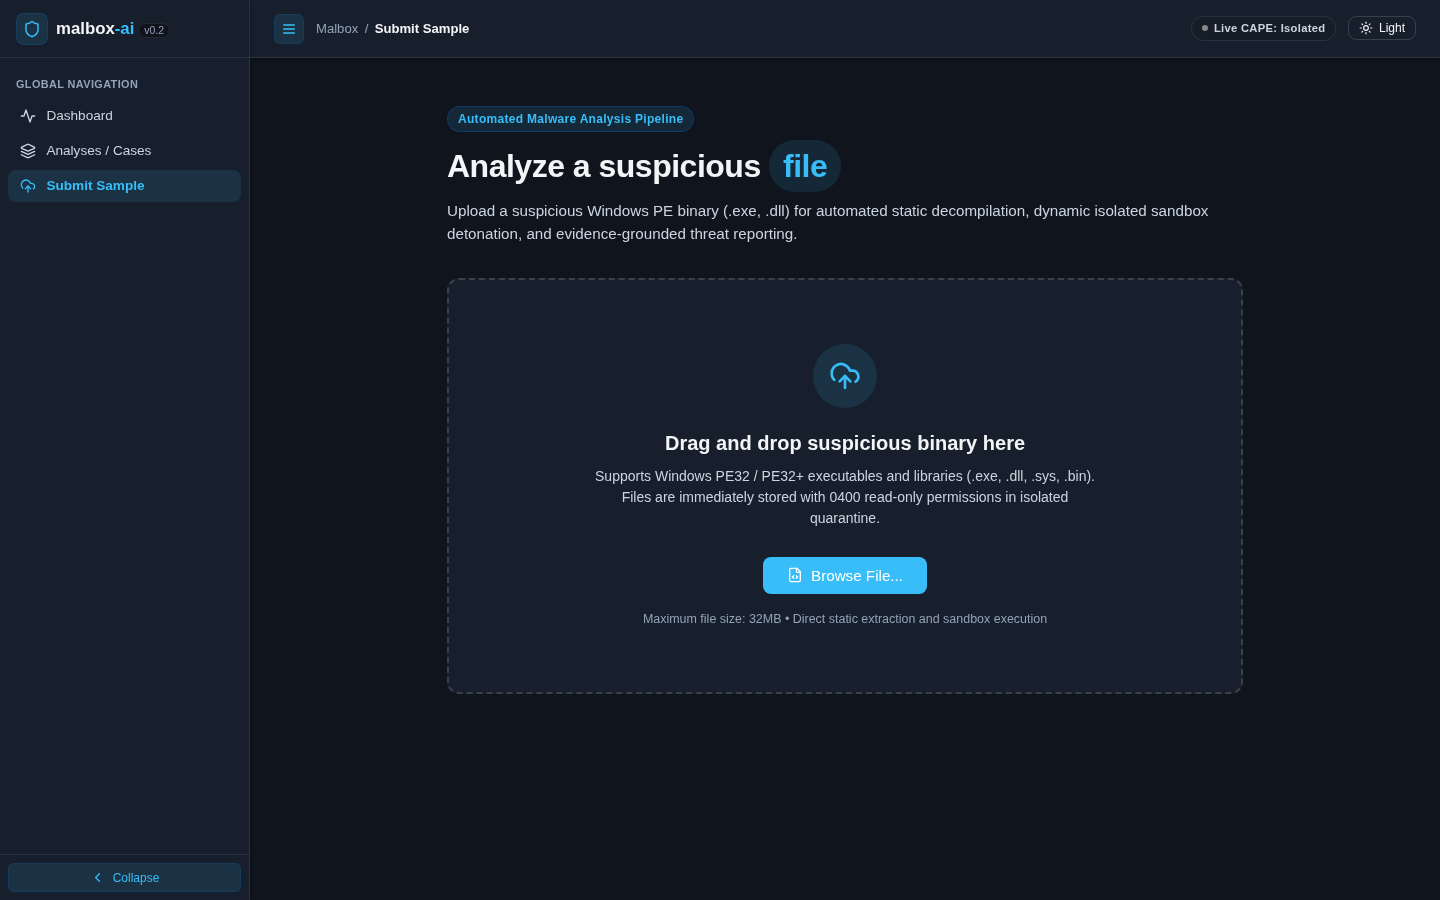 malbox-ai v0.2
Malbox / Submit Sample
Live CAPE: Isolated
Light
GLOBAL NAVIGATION
Dashboard
Analyses / Cases
Submit Sample
Automated Malware Analysis Pipeline
Analyze a suspicious file
Upload a suspicious Windows PE binary (.exe, .dll) for automated static decompilation, dynamic isolated sandbox
detonation, and evidence-grounded threat reporting.
Drag and drop suspicious binary here
Supports Windows PE32 / PE32+ executables and libraries (.exe, .dll, .sys, .bin).
Files are immediately stored with 0400 read-only permissions in isolated
quarantine.
Browse File...
Maximum file size: 32MB • Direct static extraction and sandbox execution
Collapse